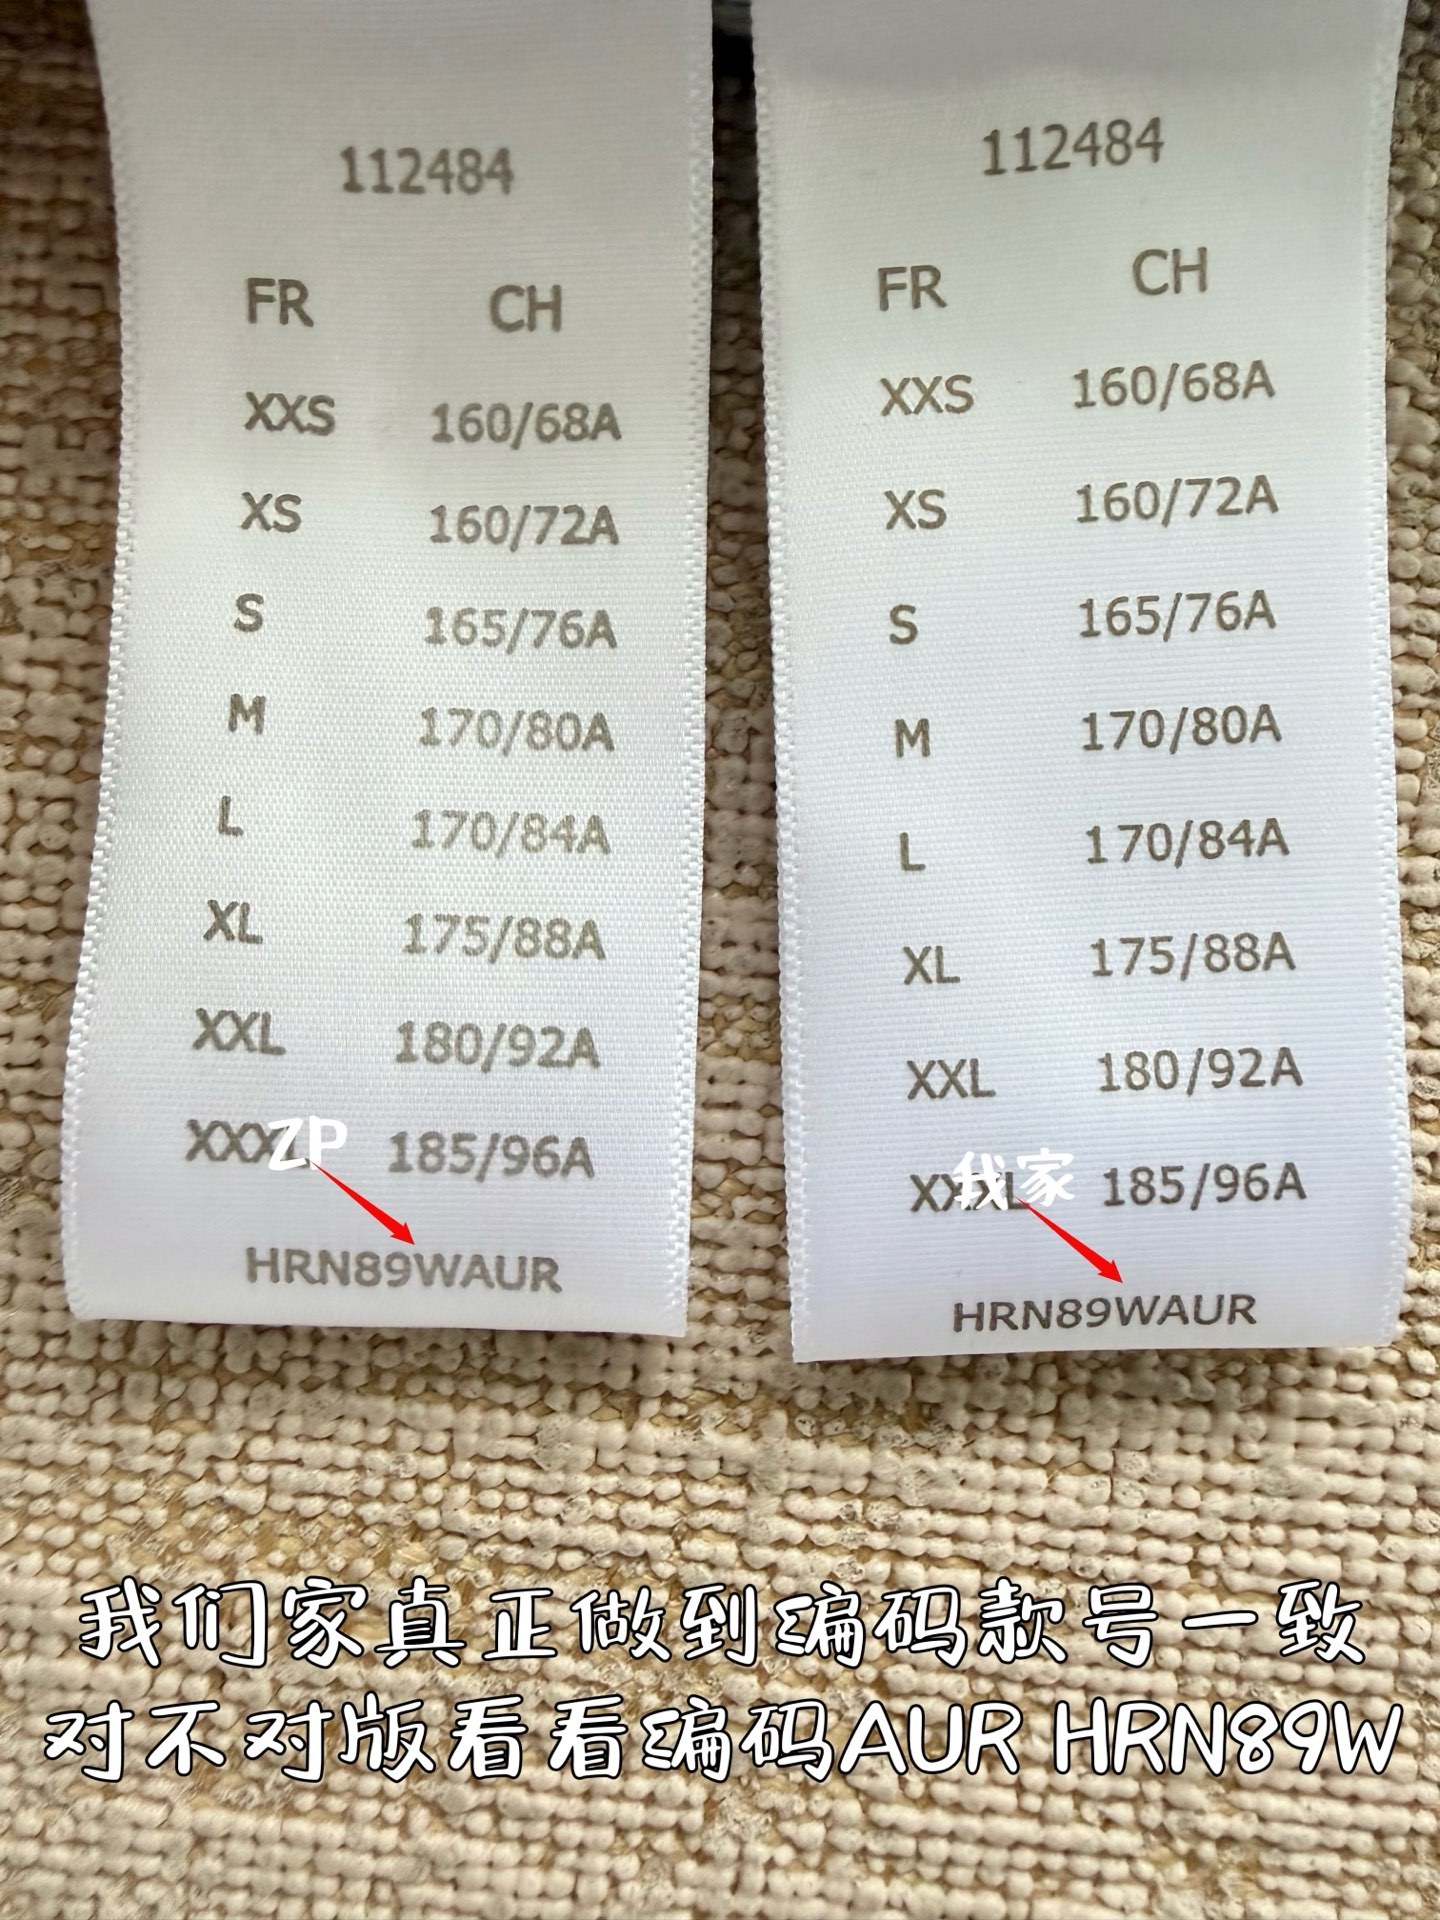 112484
FR CH
XXS 160/68A
XS 160/72A
S 165/76A
M 170/80A
L 170/84A
XL 175/88A
XXL 180/92A
XXX 185/96A
ZP
HRN89WAUR
112484
FR CH
XXS 160/68A
XS 160/72A
S 165/76A
M 170/80A
L 170/84A
XL 175/88A
XXL 180/92A
XXXL 185/96A
我家
HRN89WAUR
我们家真正做到编码款号一致
对不对版看看编码AUR HRN89W